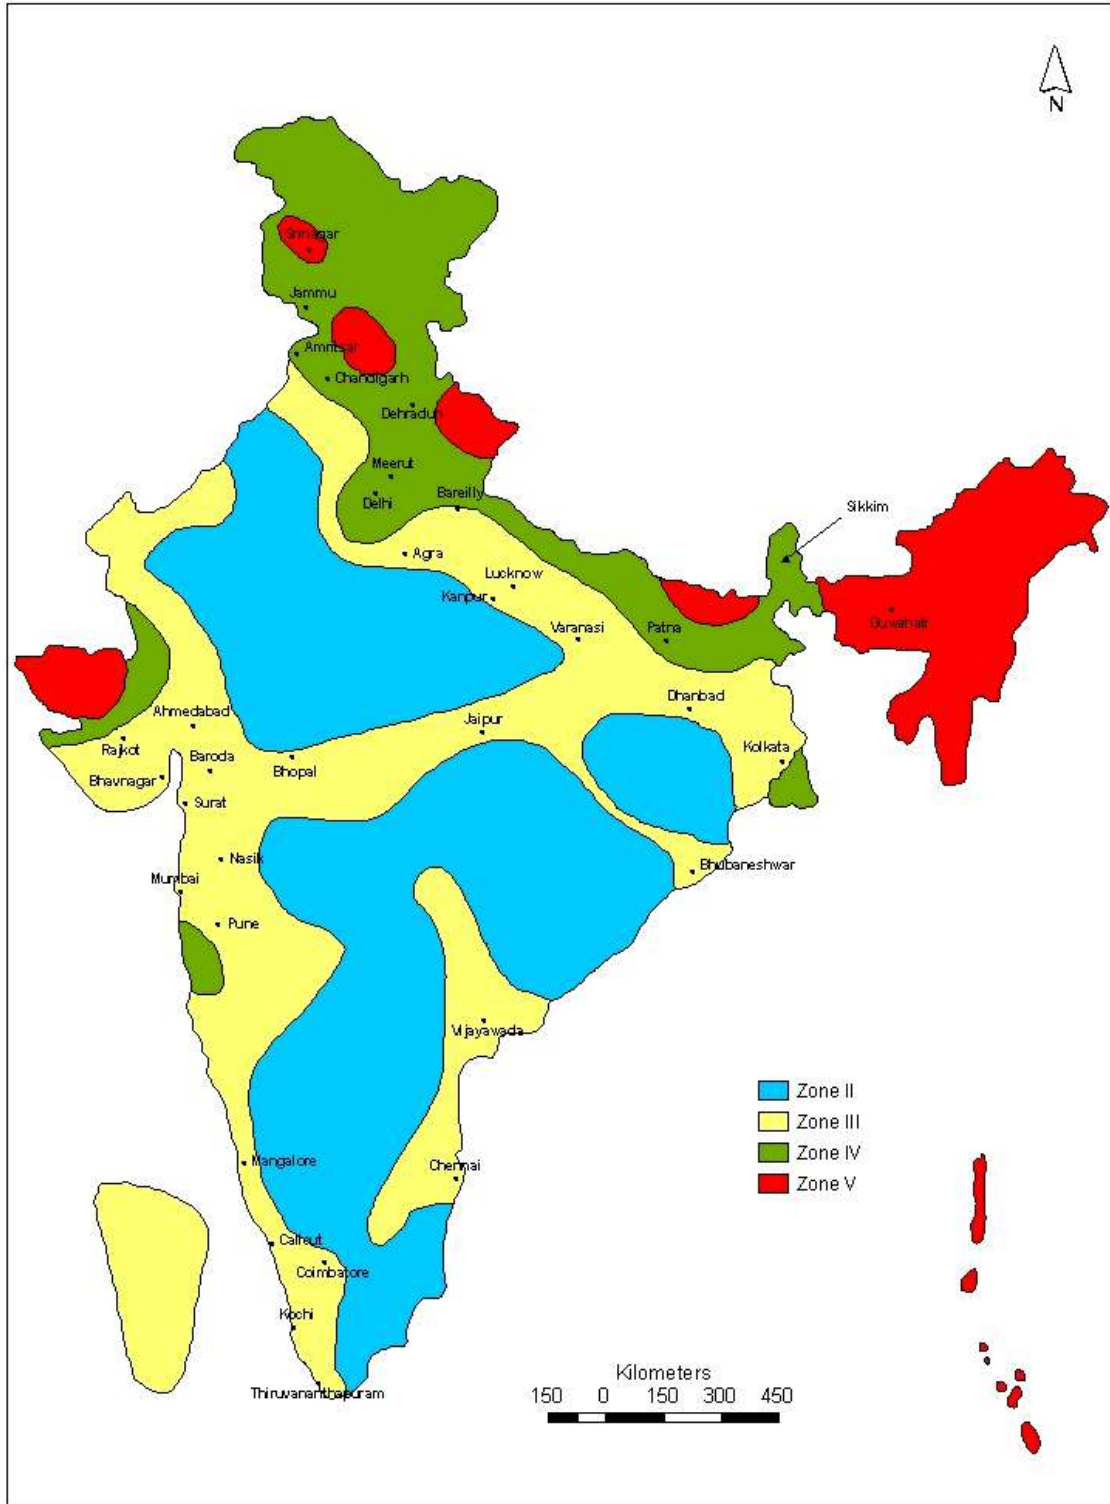 N
Srinagar
Jammu
Amritsar
Chandigarh
Dehradun
Meerut
Delhi
Bareilly
Sikkim
Agra
Lucknow
Kanpur
Guwahati
Varanasi
Patna
Dhanbad
Ahmedabad
Jaipur
Rajkot
Baroda
Kolkata
Bhopal
Bhavnagar
Surat
Nasik
Bhubaneshwar
Mumbai
Pune
Vijayawada
Zone II
Zone III
Zone IV
Zone V
Mangalore
Chennai
Calicut
Coimbatore
Kochi
Thiruvananthapuram
Kilometers
150 0 150 300 450